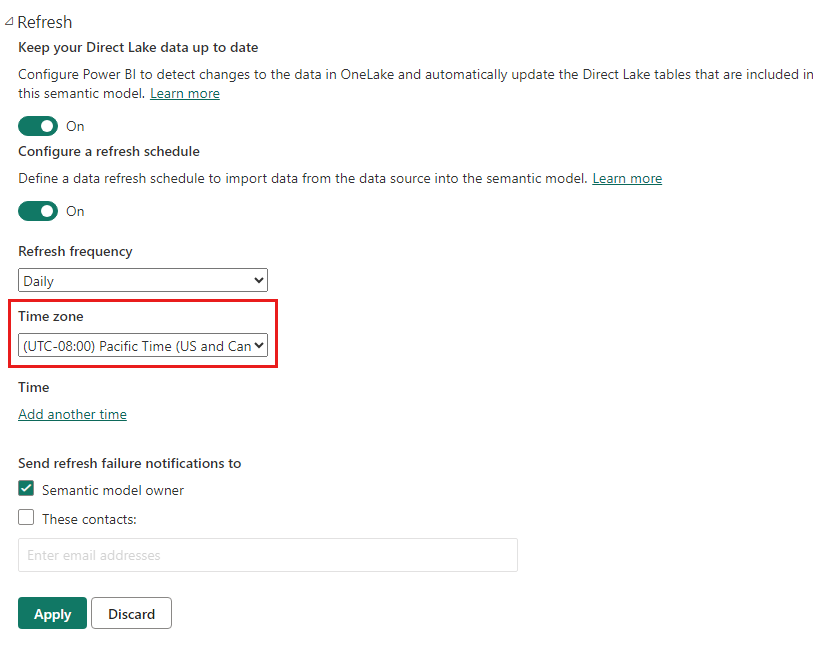 Refresh
Keep your Direct Lake data up to date
Configure Power BI to detect changes to the data in OneLake and automatically update the Direct Lake tables that are included in
this semantic model. Learn more
On
Configure a refresh schedule
Define a data refresh schedule to import data from the data source into the semantic model. Learn more
On
Refresh frequency
Daily
Time zone
(UTC-08:00) Pacific Time (US and Can
Time
Add another time
Send refresh failure notifications to
Semantic model owner
These contacts:
Enter email addresses
Apply Discard